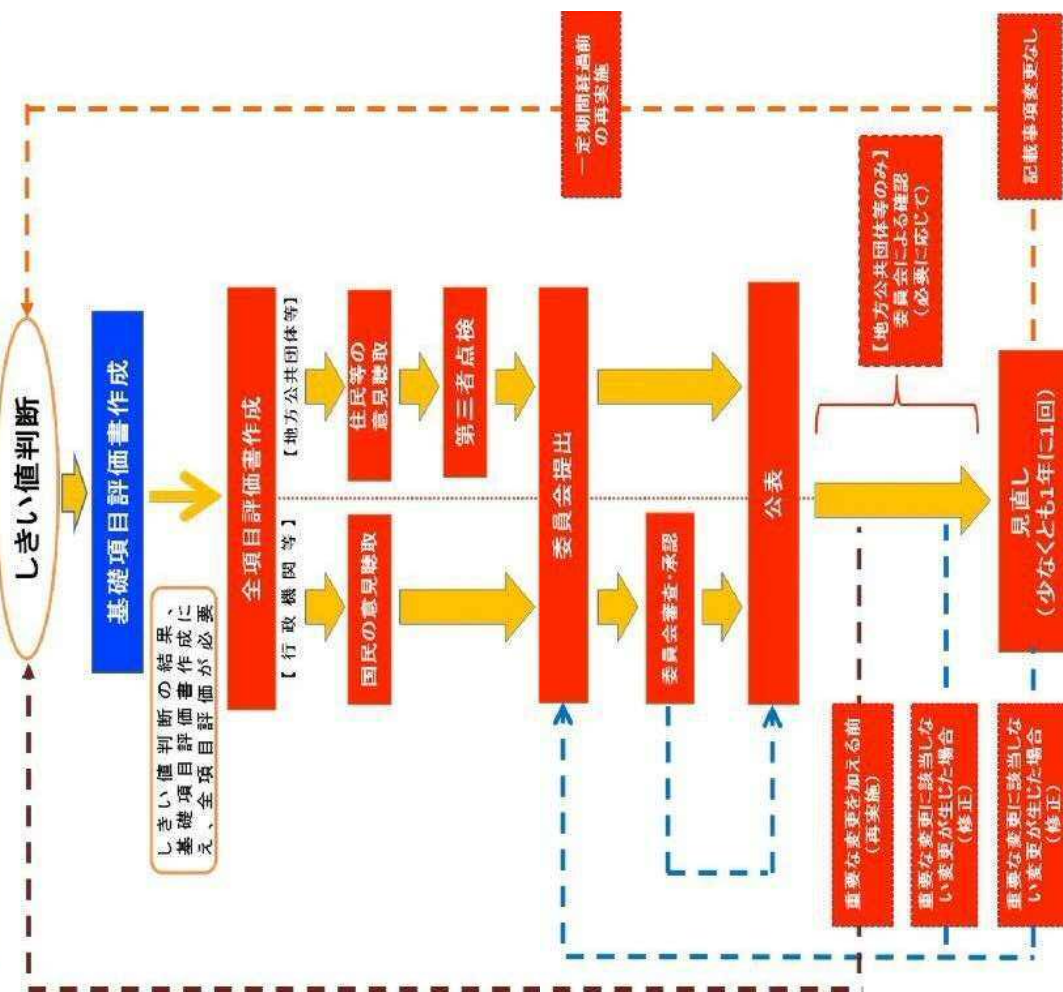 しきい値判断
基礎項目評価書作成
しきい値判断の結果、
基礎項目評価書作成に
え、全項目評価が必要
全項目評価書作成
【行政機関等】
【地方公共団体等】
国民の意見聴取
住民等の
意見聴取
第三者点検
委員会提出
委員会審査・承認
公表
重要な変更を加える前
(再実施)
重要な変更に該当しな
い変更が生じた場合
(修正)
【地方公共団体等のみ】
委員会による確認
(必要に応じて)
見直し
(少なくとも1年に1回)
重要な変更に該当しな
い変更が生じた場合
(修正)
一定期間経過前
の再実施
記載事項変更なし